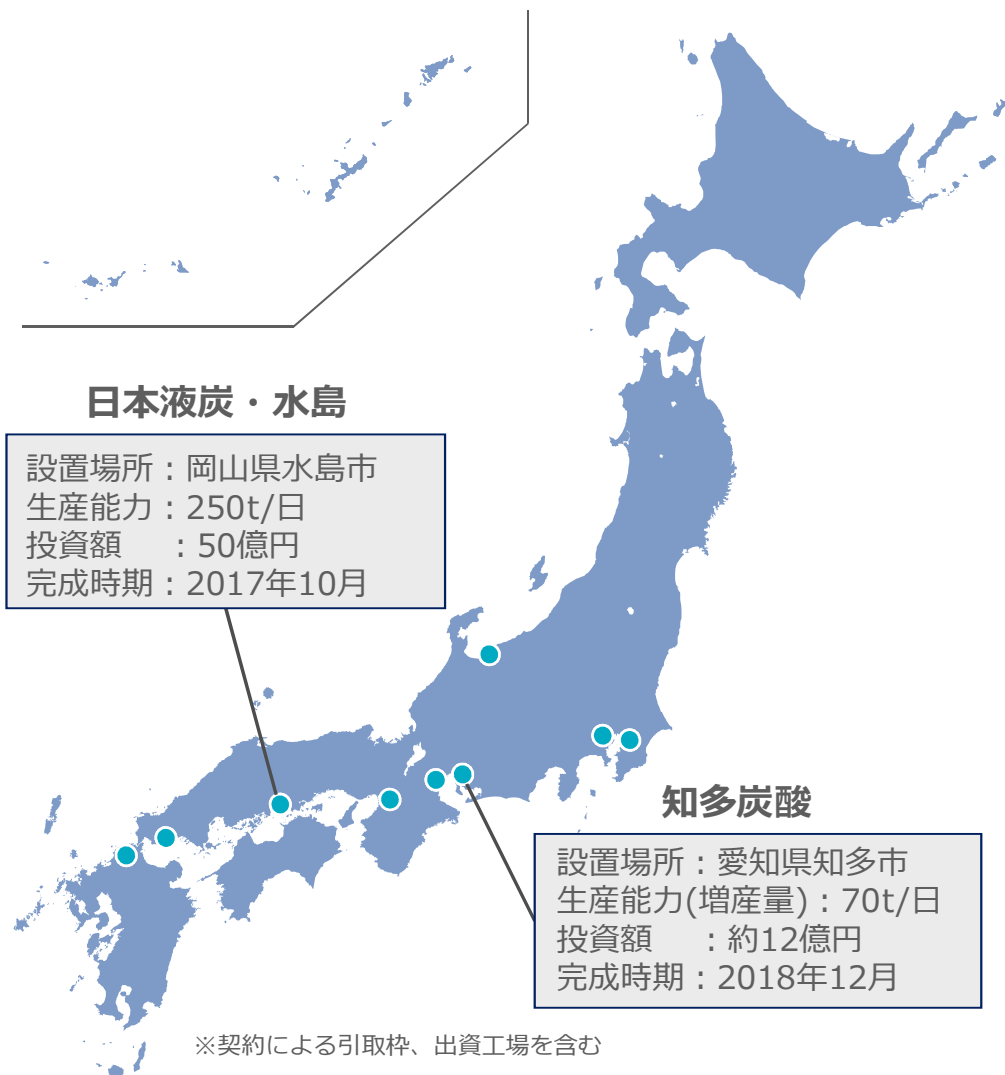 日本液炭・水島
設置場所：岡山県水島市
生産能力：250t/日
投資額　：50億円
完成時期：2017年10月
知多炭酸
設置場所：愛知県知多市
生産能力(増産量)：70t/日
投資額　：約12億円
完成時期：2018年12月
※契約による引取枠、出資工場を含む